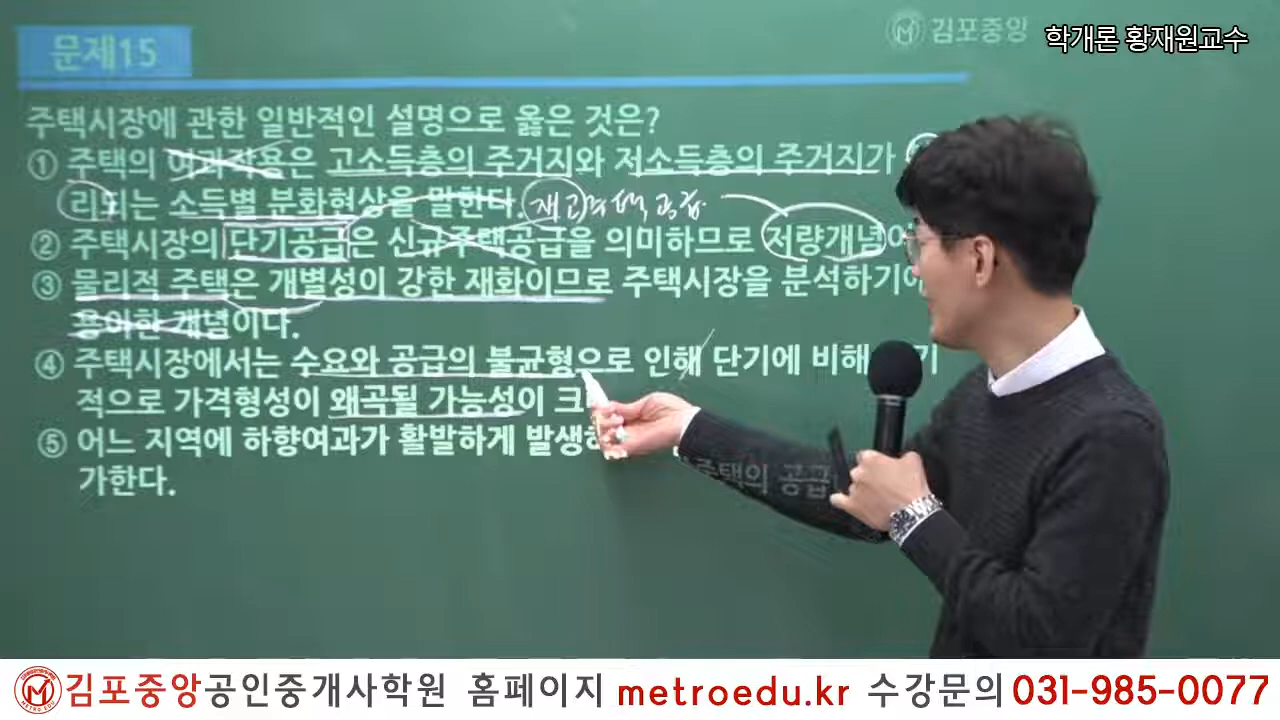 김포중앙
학개론 황재원교수
문제15
주택시장에 관한 일반적인 설명으로 옳은 것은?
① 주택의 여과작용은 고소득층의 주거지와 저소득층의 주거지가
리되는 소득별 분화현상을 말한다.
② 주택시장의 단기공급은 신규주택공급을 의미하므로 저량개념이
③ 물리적 주택은 개별성이 강한 재화이므로 주택시장을 분석하기에
용이한 개념이다.
④ 주택시장에서는 수요와 공급의 불균형으로 인해 단기에 비해 기
적으로 가격형성이 왜곡될 가능성이 크
⑤ 어느 지역에 하향여과가 활발하게 발생하 주택의 공급
가한다.
METRO EDU
김포중앙공인중개사학원 홈페이지 metroedu.kr 수강문의 031-985-0077